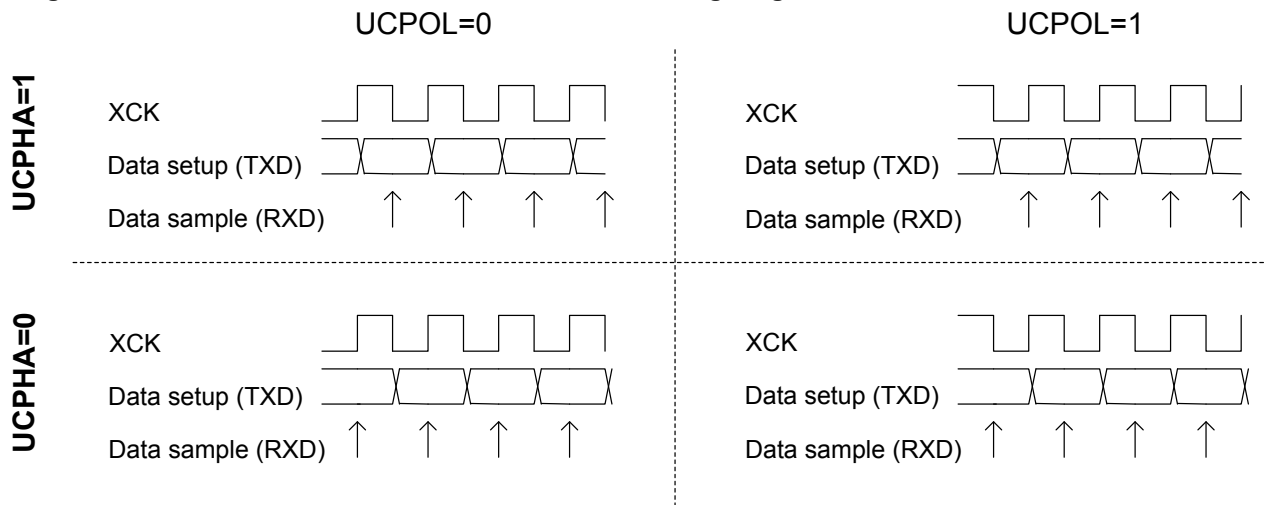 UCPOL=0
UCPOL=1
UCPHA=1
XCK
Data setup (TXD)
Data sample (RXD)
XCK
Data setup (TXD)
Data sample (RXD)
UCPHA=0
XCK
Data setup (TXD)
Data sample (RXD)
XCK
Data setup (TXD)
Data sample (RXD)